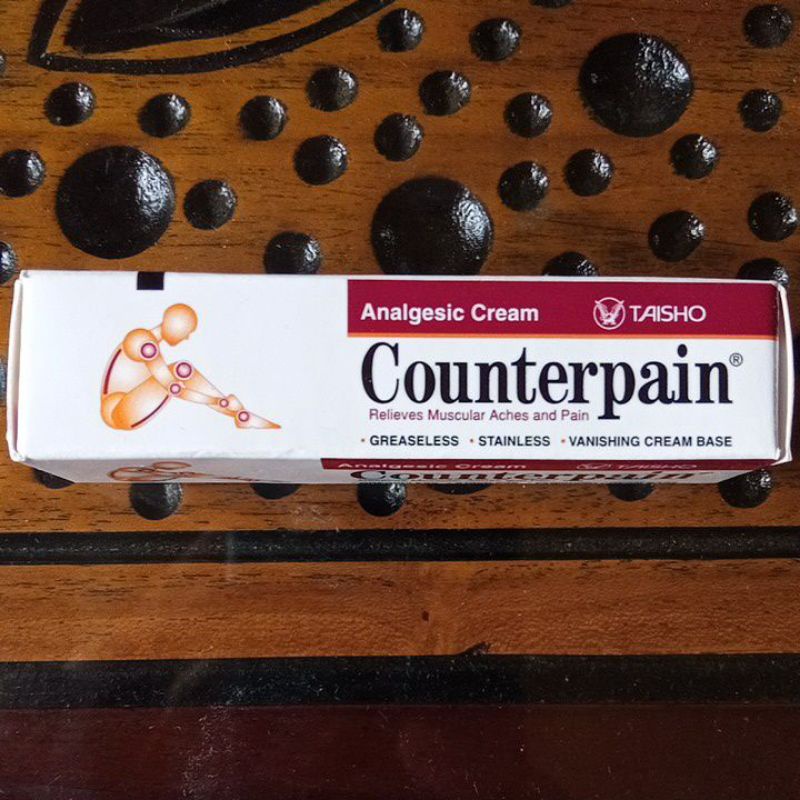 Analgesic Cream TAISHO
Counterpain®
Relieves Muscular Aches and Pain
• GREASELESS • STAINLESS • VANISHING CREAM BASE
Analgesic Cream TAISHO
Counterpain